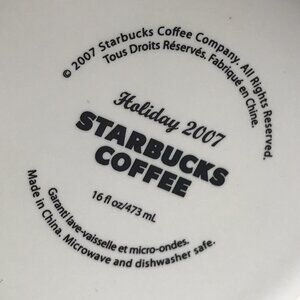 © 2007 Starbucks Coffee Company. All Rights Reserved.
Tous Droits Réservés. Fabriqué en Chine.
Holiday 2007
STARBUCKS
COFFEE
16 fl oz/473 mL
Garanti lave-vaisselle et micro-ondes.
Made in China. Microwave and dishwasher safe.